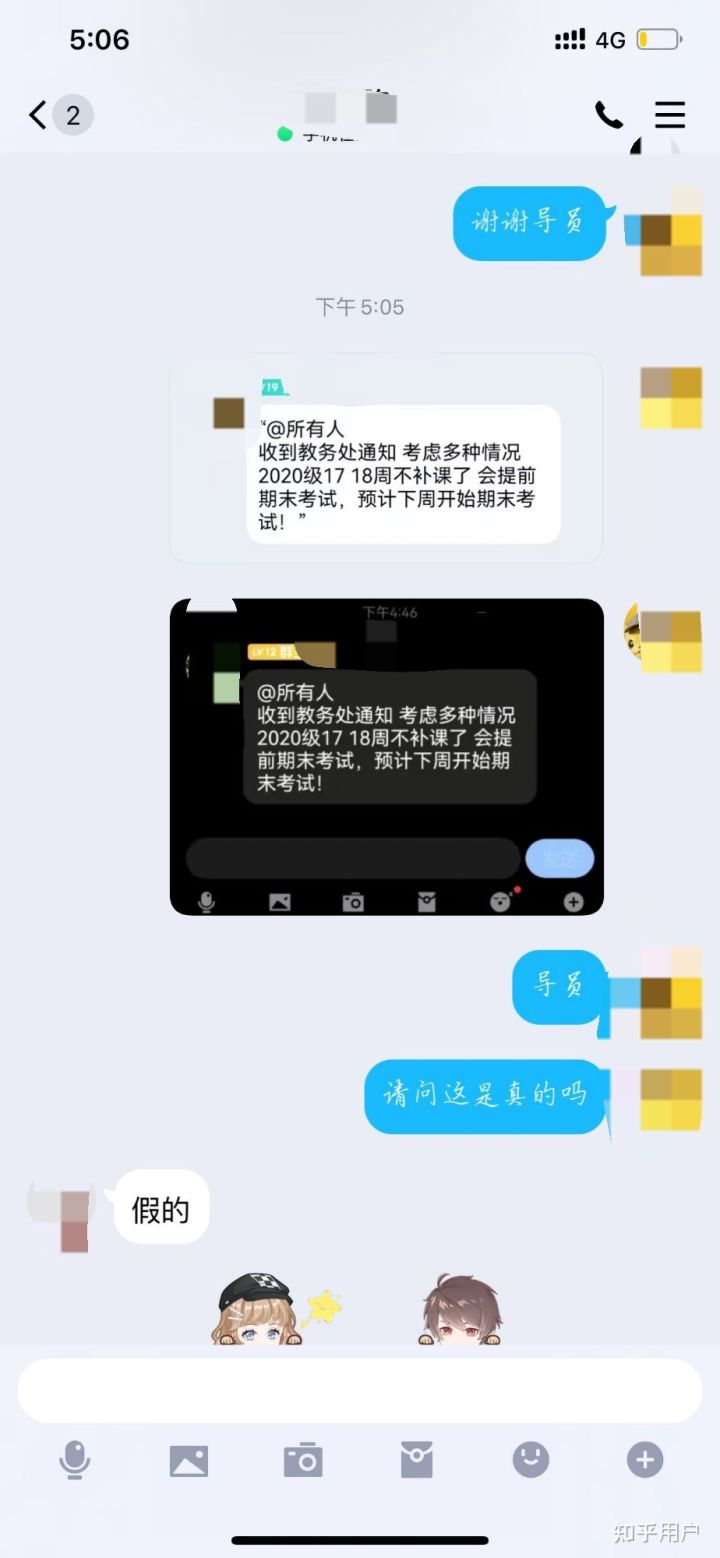 5:06
4G
2
谢谢导员
下午 5:05
“@所有人
收到教务处通知 考虑多种情况
2020级17 18周不补课了 会提前
期末考试，预计下周开始期末考
试！”
下午4:46
LV12 群
@所有人
收到教务处通知 考虑多种情况
2020级17 18周不补课了 会提
前期末考试，预计下周开始期
末考试！
发送
导员
请问这是真的吗
假的
知乎用户